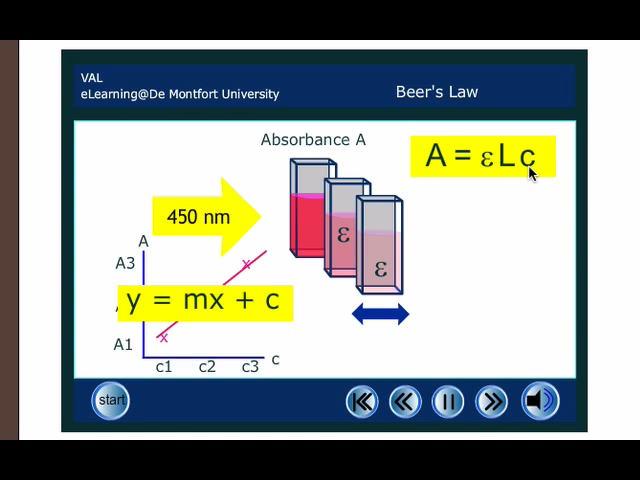 VAL
eLearning@De Montfort University
Beer's Law
Absorbance A
A = εLc
450 nm
ε
ε
A
A3
y = mx + c
A1
x
x
c1 c2 c3
c
start